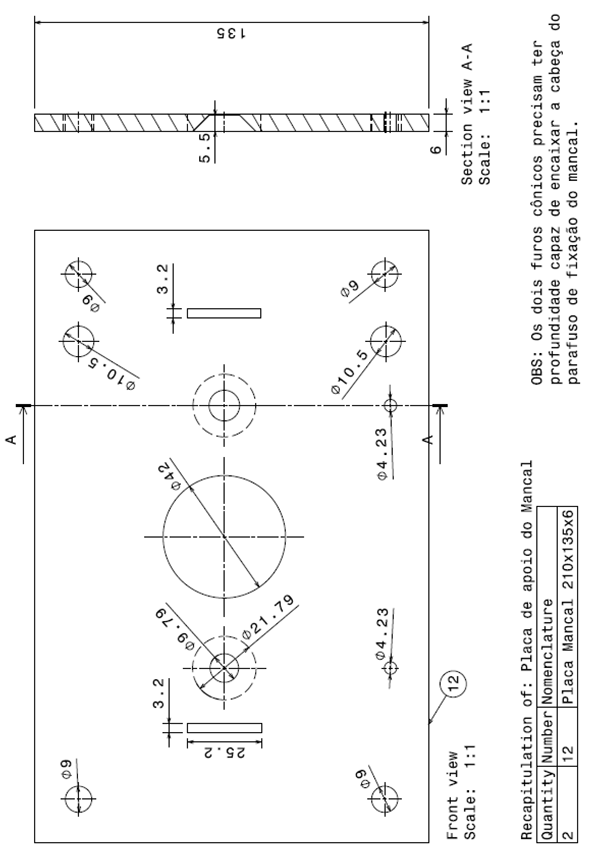 135
5.5
6
Section view A-A
Scale: 1:1
OBS: Os dois furos cônicos precisam ter
profundidade capaz de encaixar a cabeça do
parafuso de fixação do mancal.
Ø9
3.2
Ø9
Ø10.5
Ø10.5
A
A
Ø4.23
Ø42
Ø9.79
Ø21.79
Ø4.23
3.2
25.2
12
Ø9
Ø9
Front view
Scale: 1:1
Recapitulation of: Placa de apoio do Mancal
Quantity Number Nomenclature
2 12 Placa Mancal 210x135x6